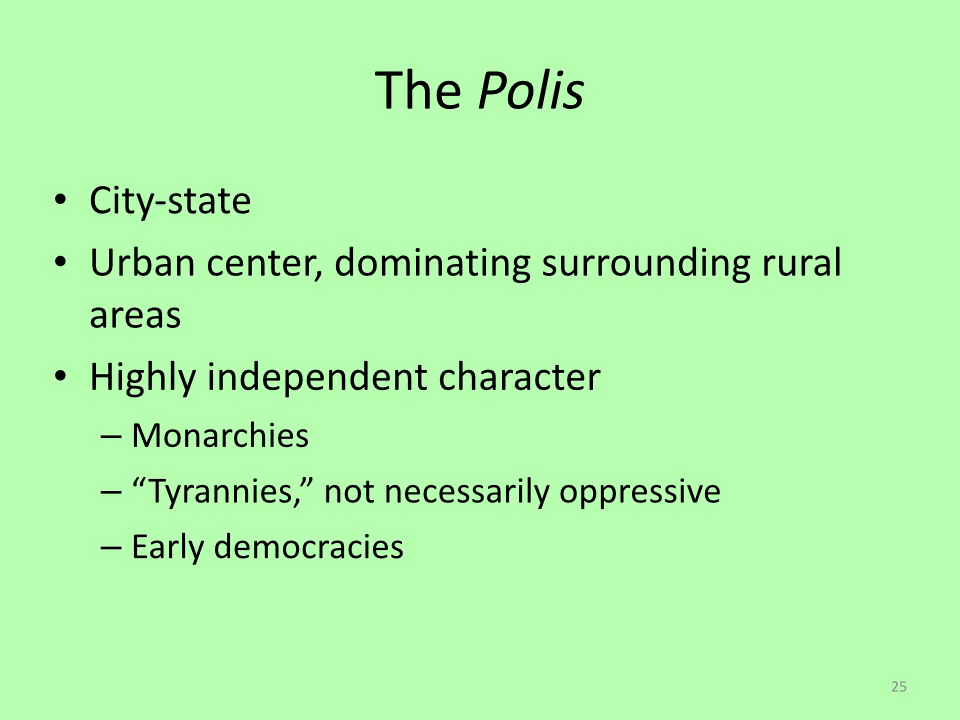 The Polis
• City-state
• Urban center, dominating surrounding rural
areas
• Highly independent character
– Monarchies
– “Tyrannies,” not necessarily oppressive
– Early democracies
25